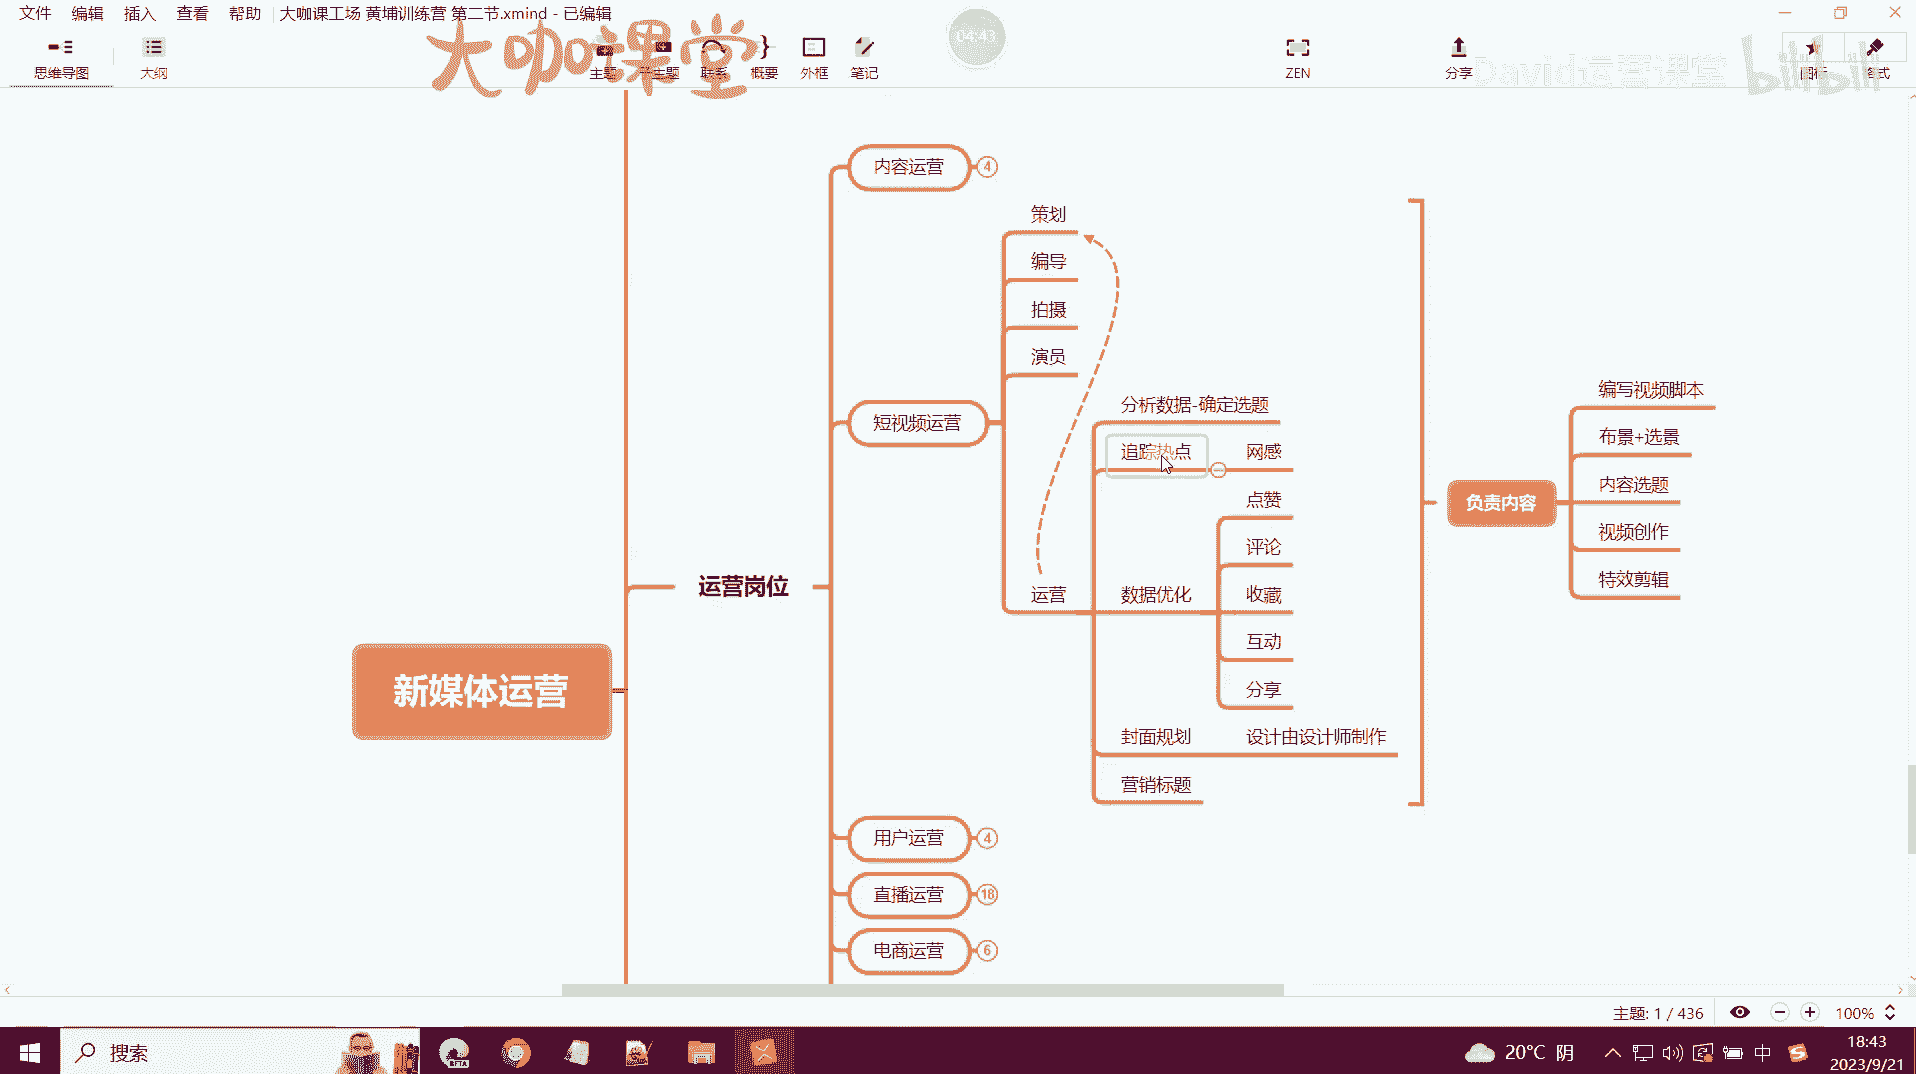 文件 编辑 插入 查看 帮助 大咖课工场 黄埔训练营 第二节.xmind - 已编辑
大咖课堂
04:43
思维导图 大纲 主题 子主题 联系 概要 外框 笔记 ZEN 分享 图标 格式
David运营课堂 bilibili
内容运营 4
策划
编导
拍摄
演员
短视频运营
分析数据-确定选题
追踪热点 网感
点赞
评论
运营 数据优化 收藏
互动
分享
封面规划 设计由设计师制作
营销标题
编写视频脚本
布景+选景
内容选题
负责内容
视频创作
特效剪辑
运营岗位
新媒体运营
用户运营 4
直播运营 18
电商运营 6
主题: 1 / 436 100%
搜索
BETA
20°C 阴
中
18:43
2023/9/21